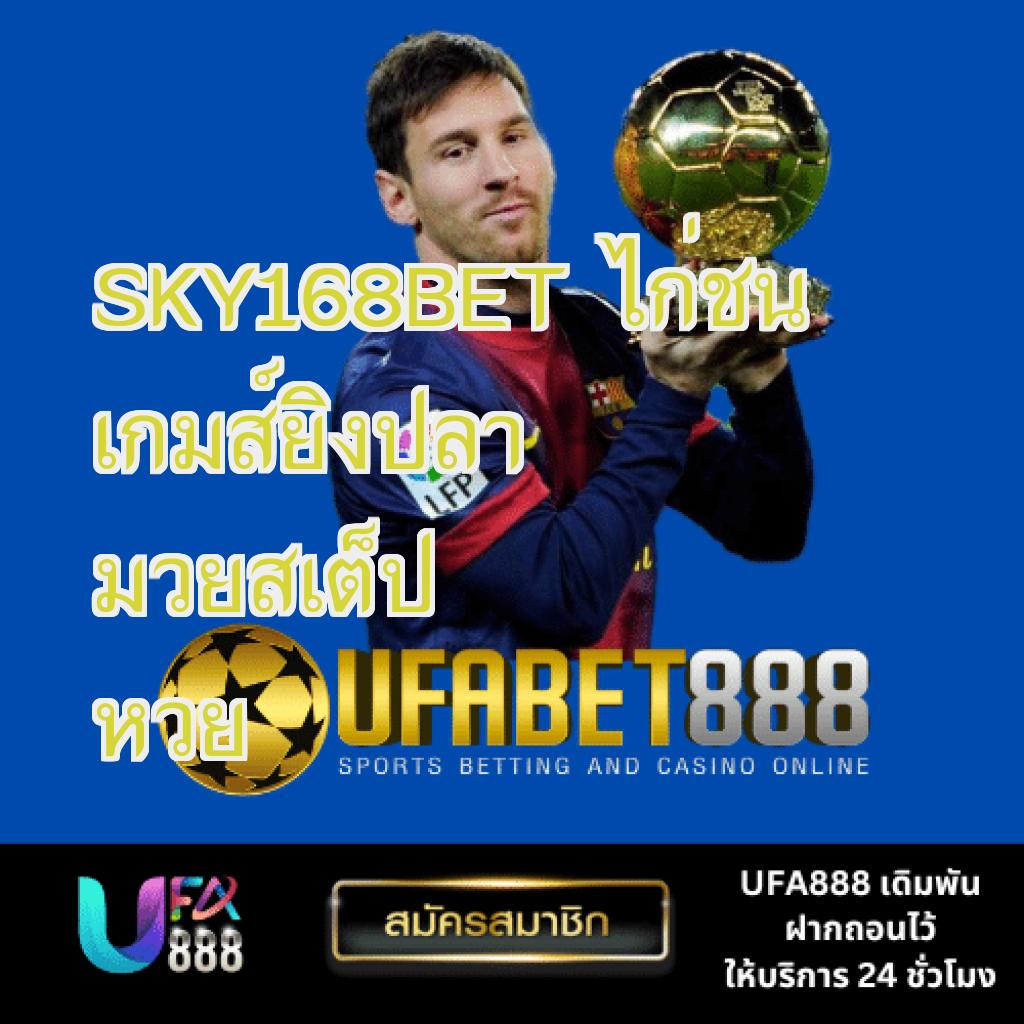 SKY168BET ไก่ชน
เกมส์ยิงปลา
LFP
มวยสเต็ป
หวย
UFABET888
SPORTS BETTING AND CASINO ONLINE
UFA
888
สมัครสมาชิก
UFA888 เดิมพัน
ฝากถอนไว้
ให้บริการ 24 ชั่วโมง